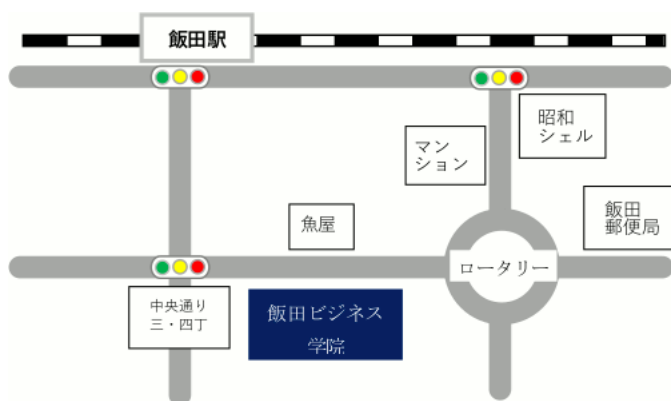 飯田駅
昭和
シェル
マン
ション
飯田
郵便局
魚屋
ロータリー
中央通り
三・四丁
飯田ビジネス
学院